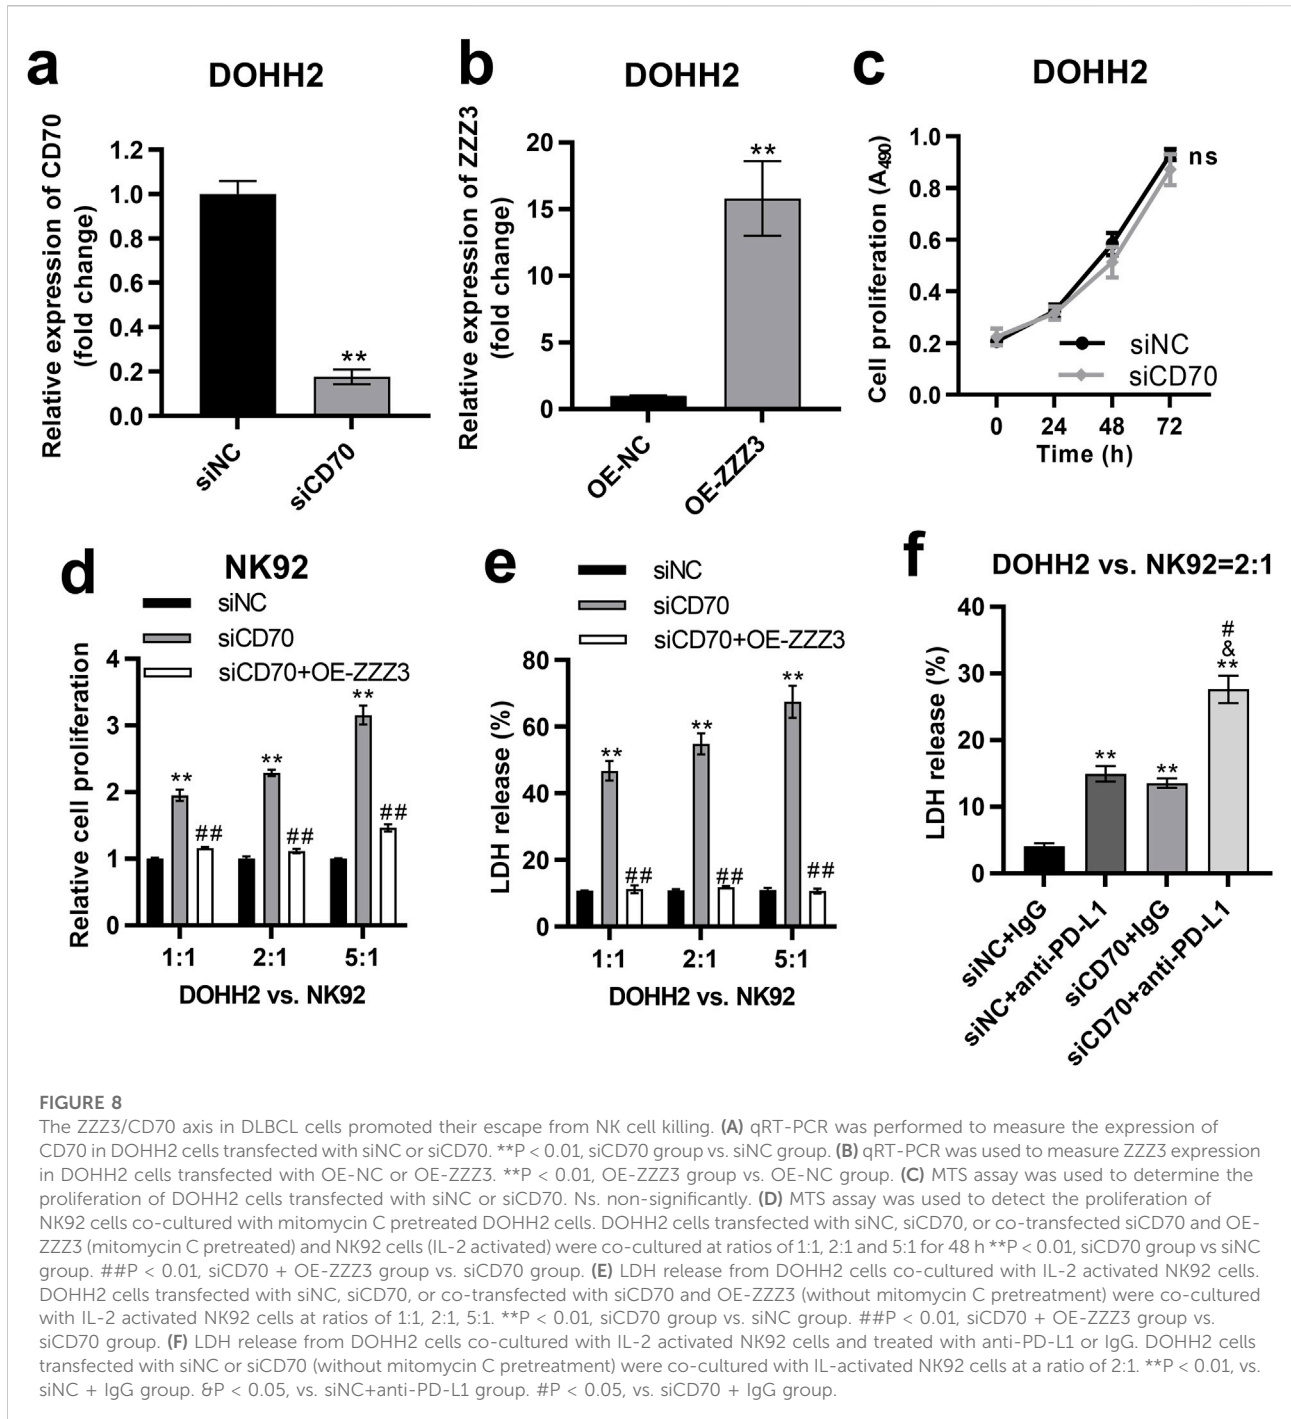 a
DOHH2
Relative expression of CD70
(fold change)
1.2
1.0
0.8
0.6
0.4
0.2
0.0
**
siNC
siCD70
b
DOHH2
Relative expression of ZZZ3
(fold change)
20
15
10
5
0
**
OE-NC
OE-ZZZ3
c
DOHH2
Cell proliferation (A490)
1.0
0.8
0.6
0.4
0.2
0.0
ns
siNC
siCD70
0 24 48 72
Time (h)
d
NK92
siNC
siCD70
siCD70+OE-ZZZ3
Relative cell proliferation
4
3
2
1
0
**
##
**
##
**
##
1:1 2:1 5:1
DOHH2 vs. NK92
e
siNC
siCD70
siCD70+OE-ZZZ3
LDH release (%)
80
60
40
20
0
**
##
**
##
**
##
1:1 2:1 5:1
DOHH2 vs. NK92
f
DOHH2 vs. NK92=2:1
LDH release (%)
40
30
20
10
0
**
**
#
&
**
siNC+IgG
siNC+anti-PD-L1
siCD70+IgG
siCD70+anti-PD-L1
FIGURE 8
The ZZZ3/CD70 axis in DLBCL cells promoted their escape from NK cell killing. (A) qRT-PCR was performed to measure the expression of
CD70 in DOHH2 cells transfected with siNC or siCD70. **P < 0.01, siCD70 group vs. siNC group. (B) qRT-PCR was used to measure ZZZ3 expression
in DOHH2 cells transfected with OE-NC or OE-ZZZ3. **P < 0.01, OE-ZZZ3 group vs. OE-NC group. (C) MTS assay was used to determine the
proliferation of DOHH2 cells transfected with siNC or siCD70. Ns. non-significantly. (D) MTS assay was used to detect the proliferation of
NK92 cells co-cultured with mitomycin C pretreated DOHH2 cells. DOHH2 cells transfected with siNC, siCD70, or co-transfected siCD70 and OE-
ZZZ3 (mitomycin C pretreated) and NK92 cells (IL-2 activated) were co-cultured at ratios of 1:1, 2:1 and 5:1 for 48 h **P < 0.01, siCD70 group vs siNC
group. ##P < 0.01, siCD70 + OE-ZZZ3 group vs. siCD70 group. (E) LDH release from DOHH2 cells co-cultured with IL-2 activated NK92 cells.
DOHH2 cells transfected with siNC, siCD70, or co-transfected with siCD70 and OE-ZZZ3 (without mitomycin C pretreatment) were co-cultured
with IL-2 activated NK92 cells at ratios of 1:1, 2:1, 5:1. **P < 0.01, siCD70 group vs. siNC group. ##P < 0.01, siCD70 + OE-ZZZ3 group vs.
siCD70 group. (F) LDH release from DOHH2 cells co-cultured with IL-2 activated NK92 cells and treated with anti-PD-L1 or IgG. DOHH2 cells
transfected with siNC or siCD70 (without mitomycin C pretreatment) were co-cultured with IL-activated NK92 cells at a ratio of 2:1. **P < 0.01, vs.
siNC + IgG group. &P < 0.05, vs. siNC+anti-PD-L1 group. #P < 0.05, vs. siCD70 + IgG group.